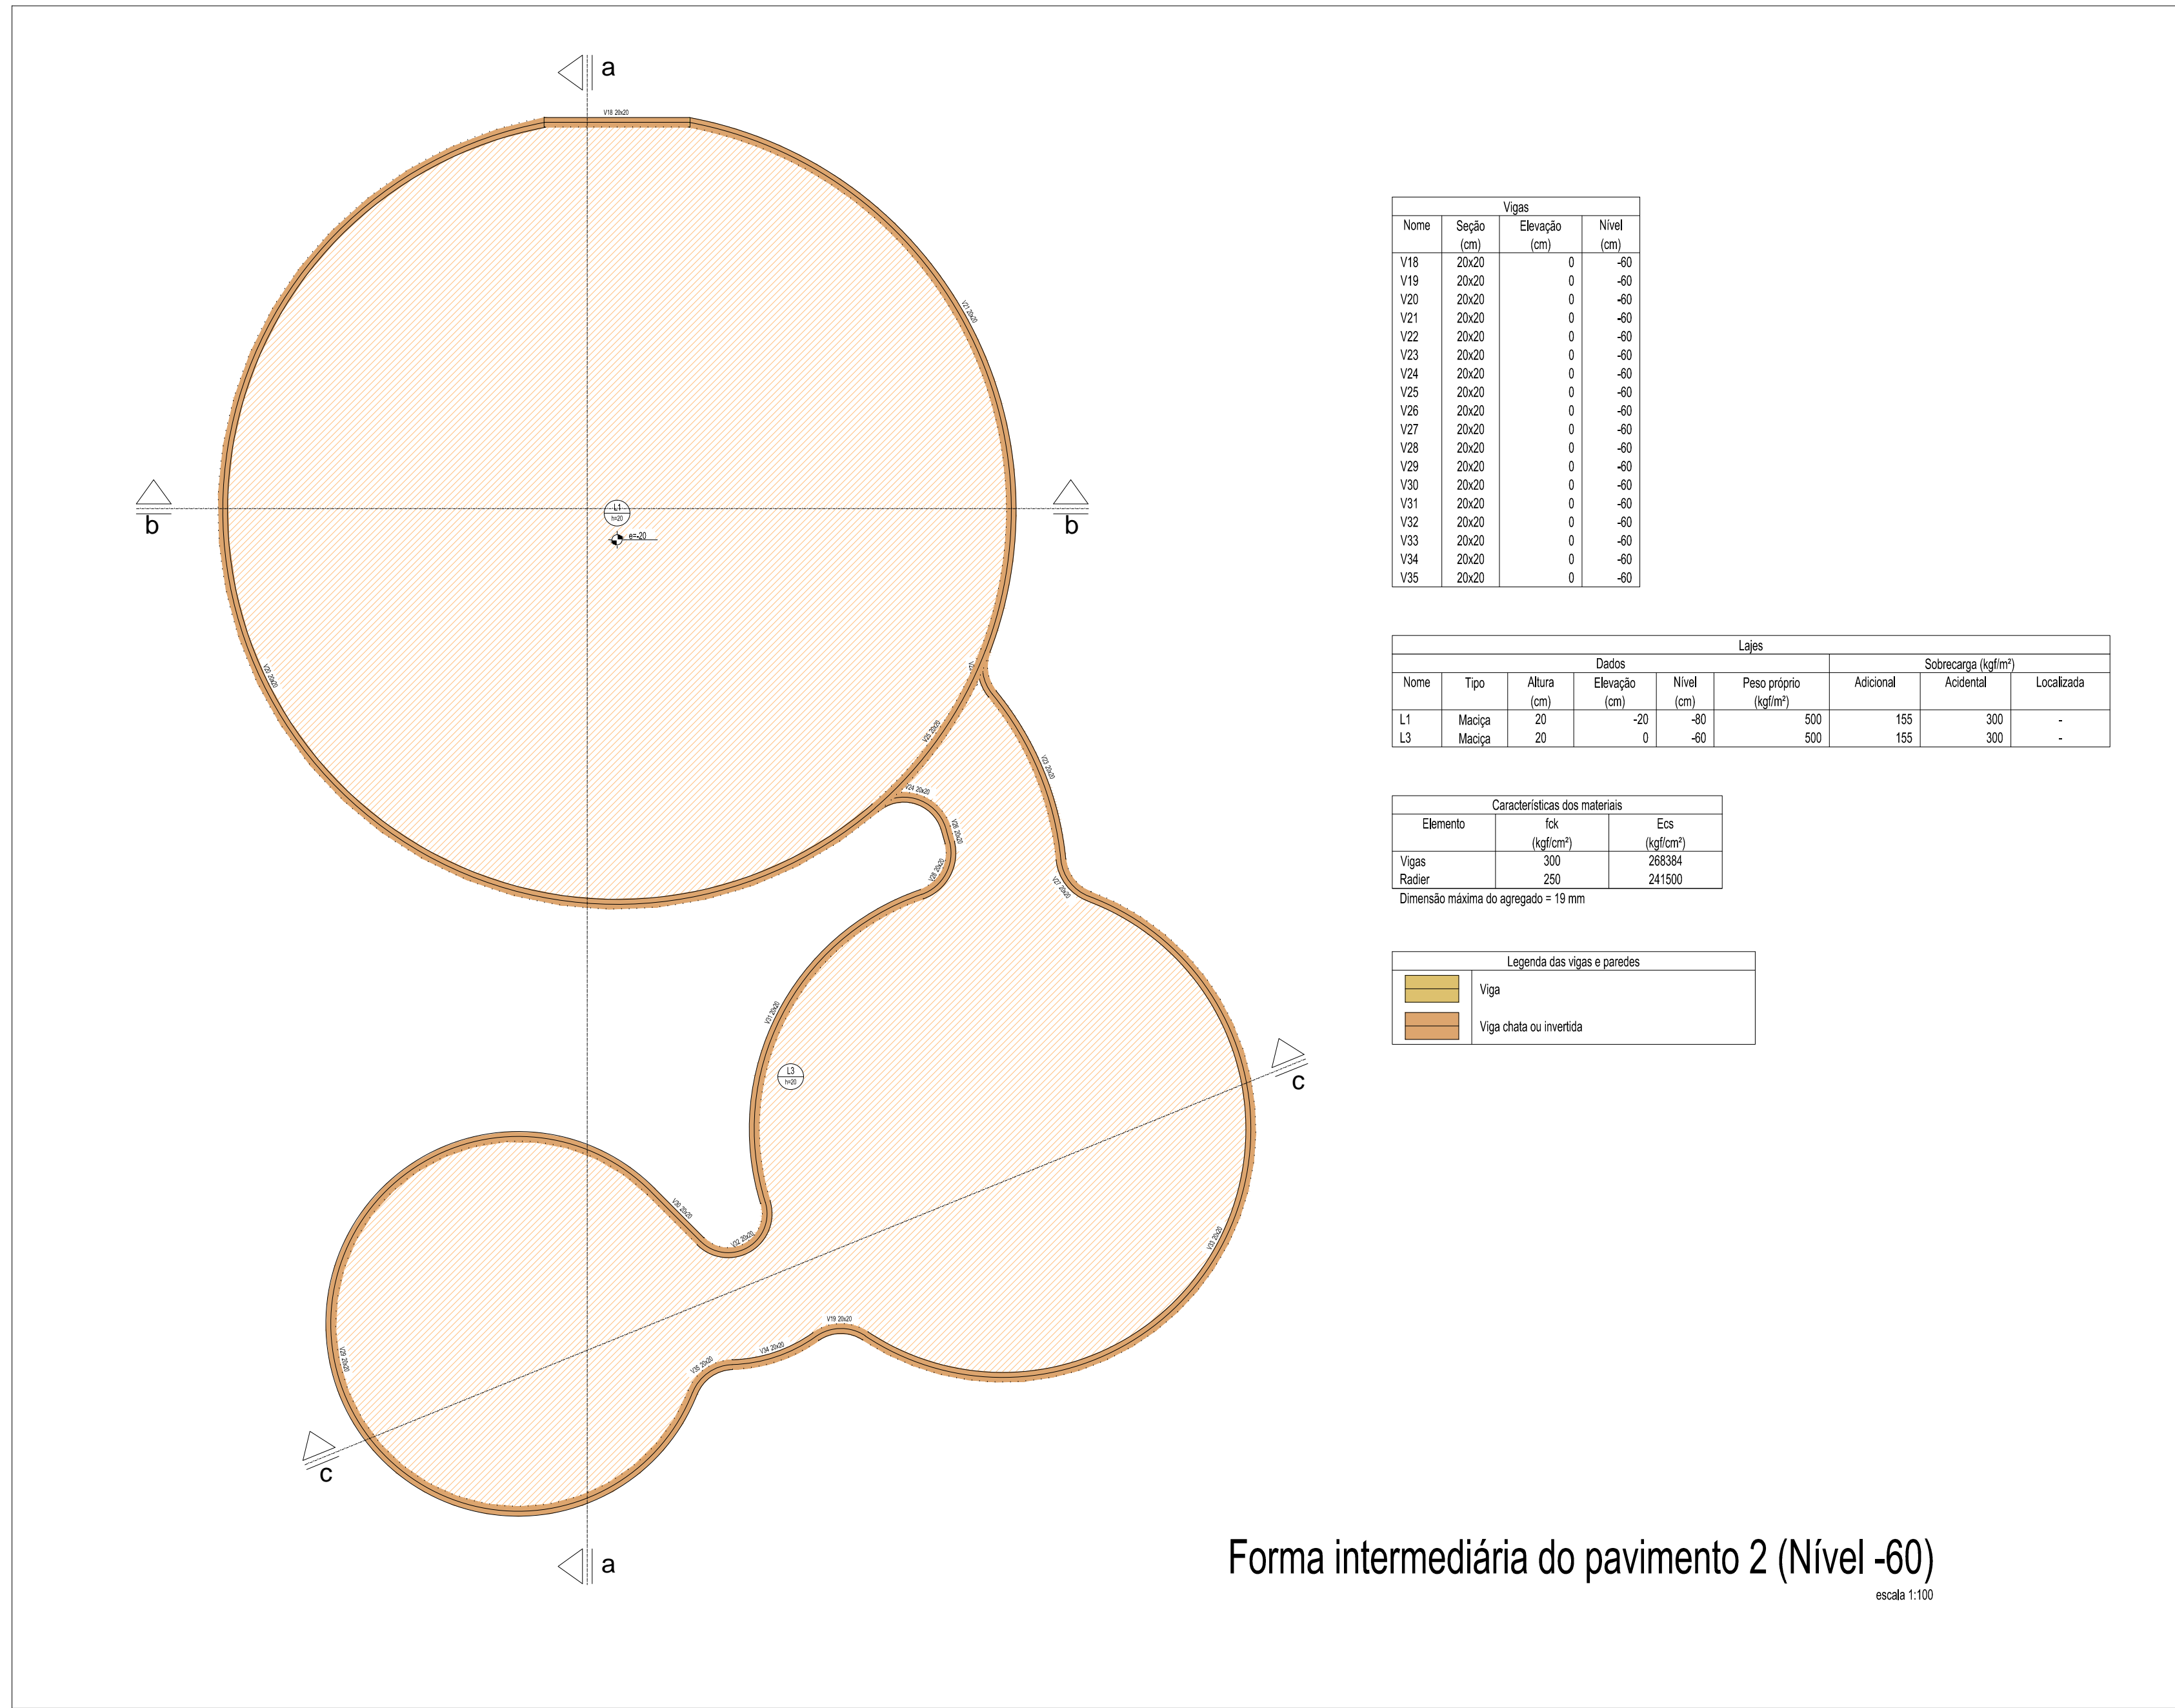 a
V18 20x20
V21 20x20
b
L1
h=20
e=-20
b
V20 20x20
V25 20x20
V23 20x20
V24 20x20
V26 20x20
V28 20x20
V27 20x20
V31 20x20
L3
h=20
c
V30 20x20
V32 20x20
V33 20x20
V19 20x20
V34 20x20
V35 20x20
V29 20x20
c
a
Vigas
Nome Seção Elevação Nível
(cm) (cm) (cm)
V18 20x20 0 -60
V19 20x20 0 -60
V20 20x20 0 -60
V21 20x20 0 -60
V22 20x20 0 -60
V23 20x20 0 -60
V24 20x20 0 -60
V25 20x20 0 -60
V26 20x20 0 -60
V27 20x20 0 -60
V28 20x20 0 -60
V29 20x20 0 -60
V30 20x20 0 -60
V31 20x20 0 -60
V32 20x20 0 -60
V33 20x20 0 -60
V34 20x20 0 -60
V35 20x20 0 -60
Lajes
Dados Sobrecarga (kgf/m²)
Nome Tipo Altura Elevação Nível Peso próprio Adicional Acidental Localizada
(cm) (cm) (cm) (kgf/m²)
L1 Maciça 20 -20 -80 500 155 300 -
L3 Maciça 20 0 -60 500 155 300 -
Características dos materiais
Elemento fck Ecs
(kgf/cm²) (kgf/cm²)
Vigas 300 268384
Radier 250 241500
Dimensão máxima do agregado = 19 mm
Legenda das vigas e paredes
Viga
Viga chata ou invertida
Forma intermediária do pavimento 2 (Nível -60)
escala 1:100